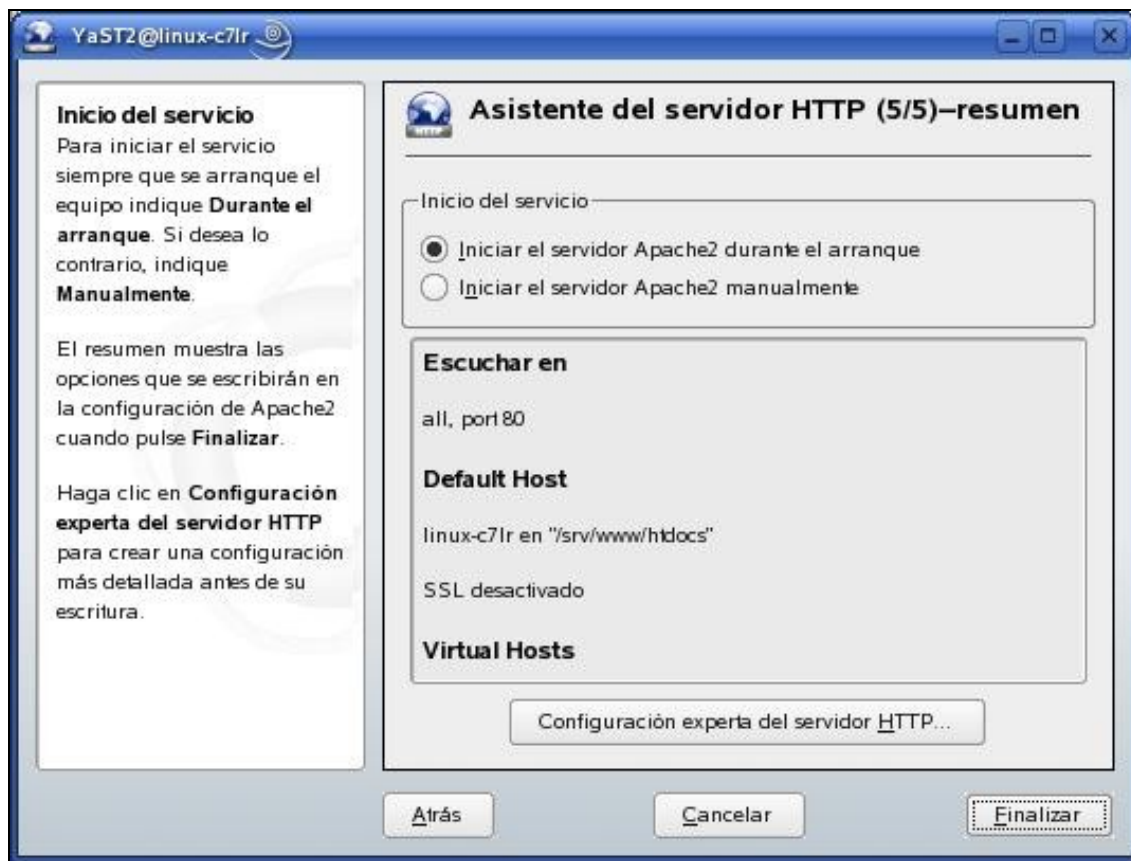 YaST2@linux-c7lr
Inicio del servicio
Para iniciar el servicio
siempre que se arranque el
equipo indique Durante el
arranque. Si desea lo
contrario, indique
Manualmente.
El resumen muestra las
opciones que se escribirán en
la configuración de Apache2
cuando pulse Finalizar.
Haga clic en Configuración
experta del servidor HTTP
para crear una configuración
más detallada antes de su
escritura.
HTTP
Asistente del servidor HTTP (5/5)–resumen
Inicio del servicio
Iniciar el servidor Apache2 durante el arranque
Iniciar el servidor Apache2 manualmente
Escuchar en
all, port 80
Default Host
linux-c7lr en "/srv/www/htdocs"
SSL desactivado
Virtual Hosts
Configuración experta del servidor HTTP...
Atrás
Cancelar
Finalizar